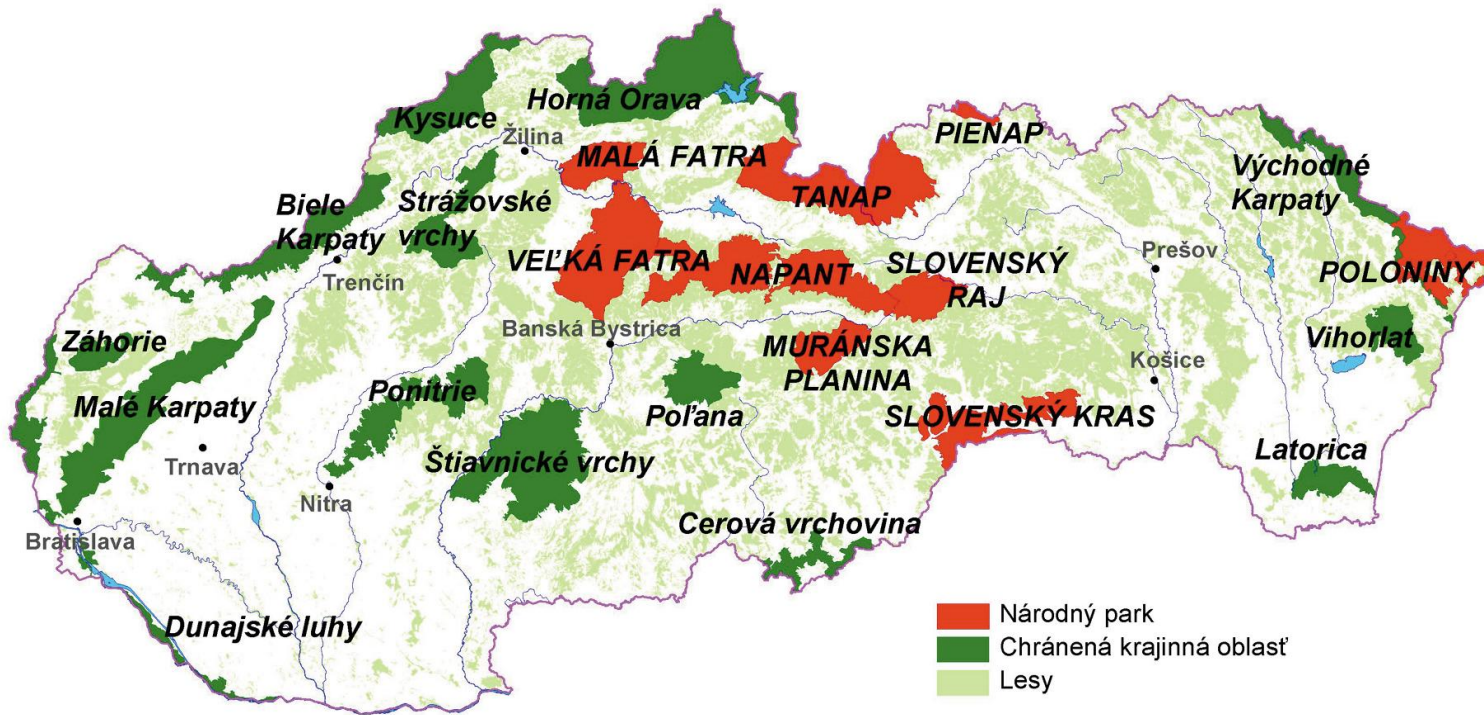 Horná Orava
Kysuce
Žilina
PIENAP
MALÁ FATRA
Východné
Karpaty
TANAP
Biele
Karpaty
Strážovské
vrchy
Trenčín
VEĽKÁ FATRA
NAPANT
SLOVENSKÝ
RAJ
Prešov
POLONINY
Záhorie
Banská Bystrica
MURÁNSKA
PLANINA
Vihorlat
Košice
Malé Karpaty
Ponitrie
Poľana
SLOVENSKÝ KRAS
Trnava
Štiavnické vrchy
Latorica
Nitra
Bratislava
Cerová vrchovina
Dunajské luhy
Národný park
Chránená krajinná oblasť
Lesy